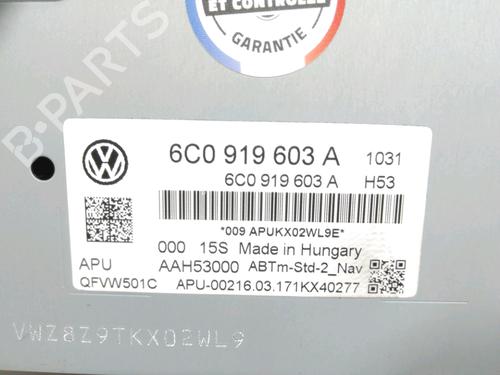 ET CONTRÔLÉ
GARANTIE
B-PARTS
6C0 919 603 A 1031
6C0 919 603 A H53
*009 APUKX02WL9E*
000 15S Made in Hungary
APU AAH53000 ABTm-Std-2_Nav
QFVW501C APU-00216.03.171KX40277
VWZ8Z9TKX02WL9